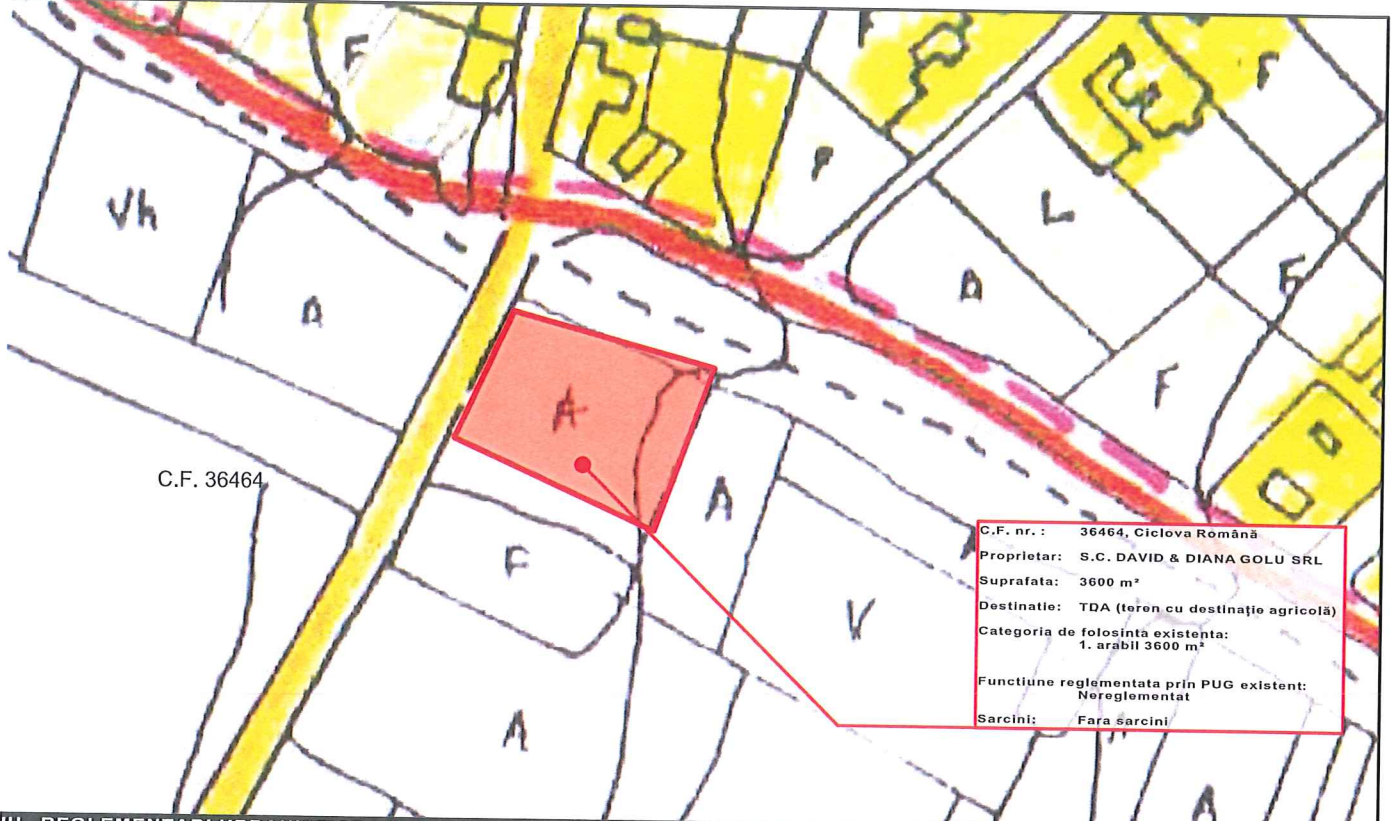 F
F
F
P
L
Vh
A
A
E
F
A
A
C.F. 36464
A
F
V
A
A
C.F. nr. : 36464, Ciclova Română
Proprietar: S.C. DAVID & DIANA GOLU SRL
Suprafata: 3600 m²
Destinatie: TDA (teren cu destinație agricolă)
Categoria de folosinta existenta:
1. arabil 3600 m²
Functiune reglementata prin PUG existent:
Nereglementat
Sarcini: Fara sarcini